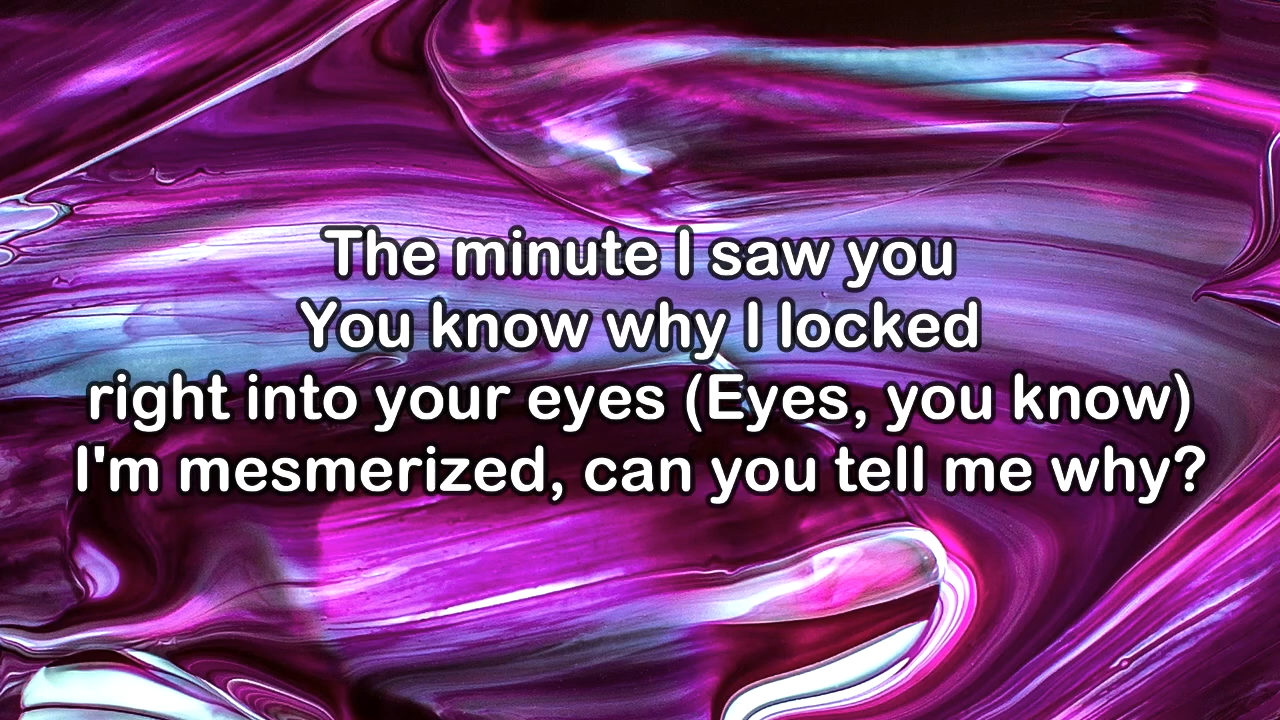 The minute I saw you
You know why I locked
right into your eyes (Eyes, you know)
I'm mesmerized, can you tell me why?